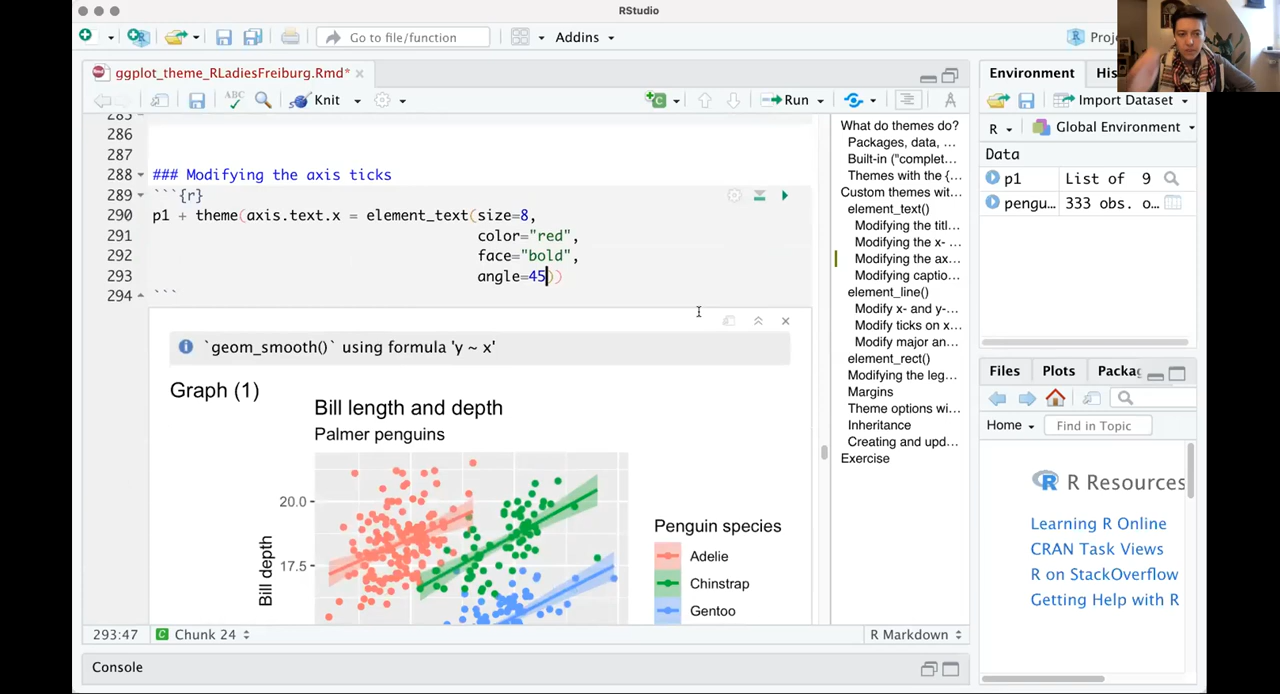 RStudio
Go to file/function
Addins
Proj
ggplot_theme_RLadiesFreiburg.Rmd*
ABC
Knit
Run
285
286
287
288 ### Modifying the axis ticks
289 ```{r}
290 p1 + theme(axis.text.x = element_text(size=8,
291 color="red",
292 face="bold",
293 angle=45))
294 ```
`geom_smooth()` using formula 'y ~ x'
Graph (1)
Bill length and depth
Palmer penguins
20.0
17.5
Bill depth
Penguin species
Adelie
Chinstrap
Gentoo
293:47
Chunk 24
R Markdown
Console
What do themes do?
Packages, data, ...
Built-in ("complet...
Themes with the {...
Custom themes wit...
element_text()
Modifying the titl...
Modifying the x- ...
Modifying the ax...
Modifying captio...
element_line()
Modify x- and y-...
Modify ticks on x...
Modify major an...
element_rect()
Modifying the leg...
Margins
Theme options wi...
Inheritance
Creating and upd...
Exercise
Environment
His
Import Dataset
R
Global Environment
Data
p1 List of 9
pengu... 333 obs. o...
Files
Plots
Packag
Home
Find in Topic
R Resources
Learning R Online
CRAN Task Views
R on StackOverflow
Getting Help with R